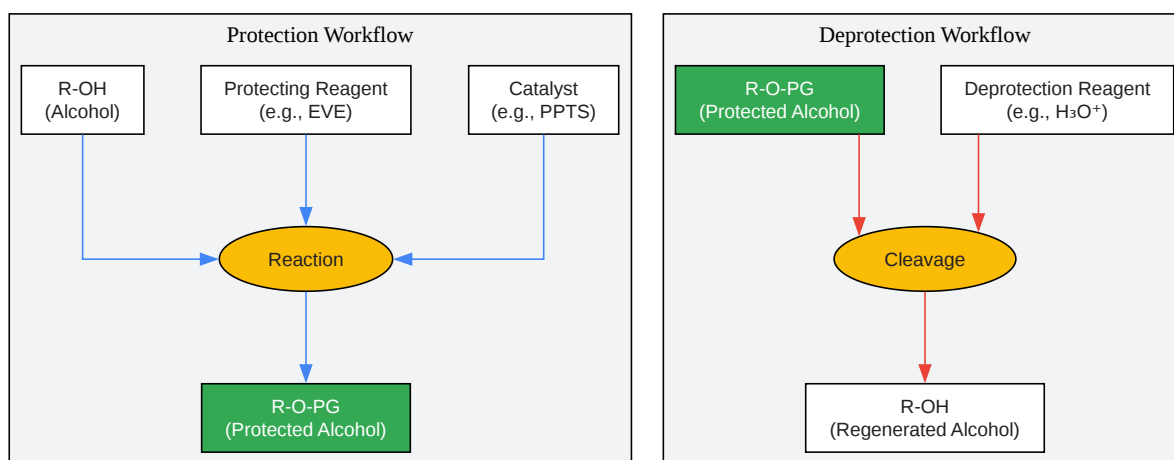 Protection Workflow
R-OH
(Alcohol)
Protecting Reagent
(e.g., EVE)
Catalyst
(e.g., PPTS)
Reaction
R-O-PG
(Protected Alcohol)
Deprotection Workflow
R-O-PG
(Protected Alcohol)
Deprotection Reagent
(e.g., H₃O⁺)
Cleavage
R-OH
(Regenerated Alcohol)